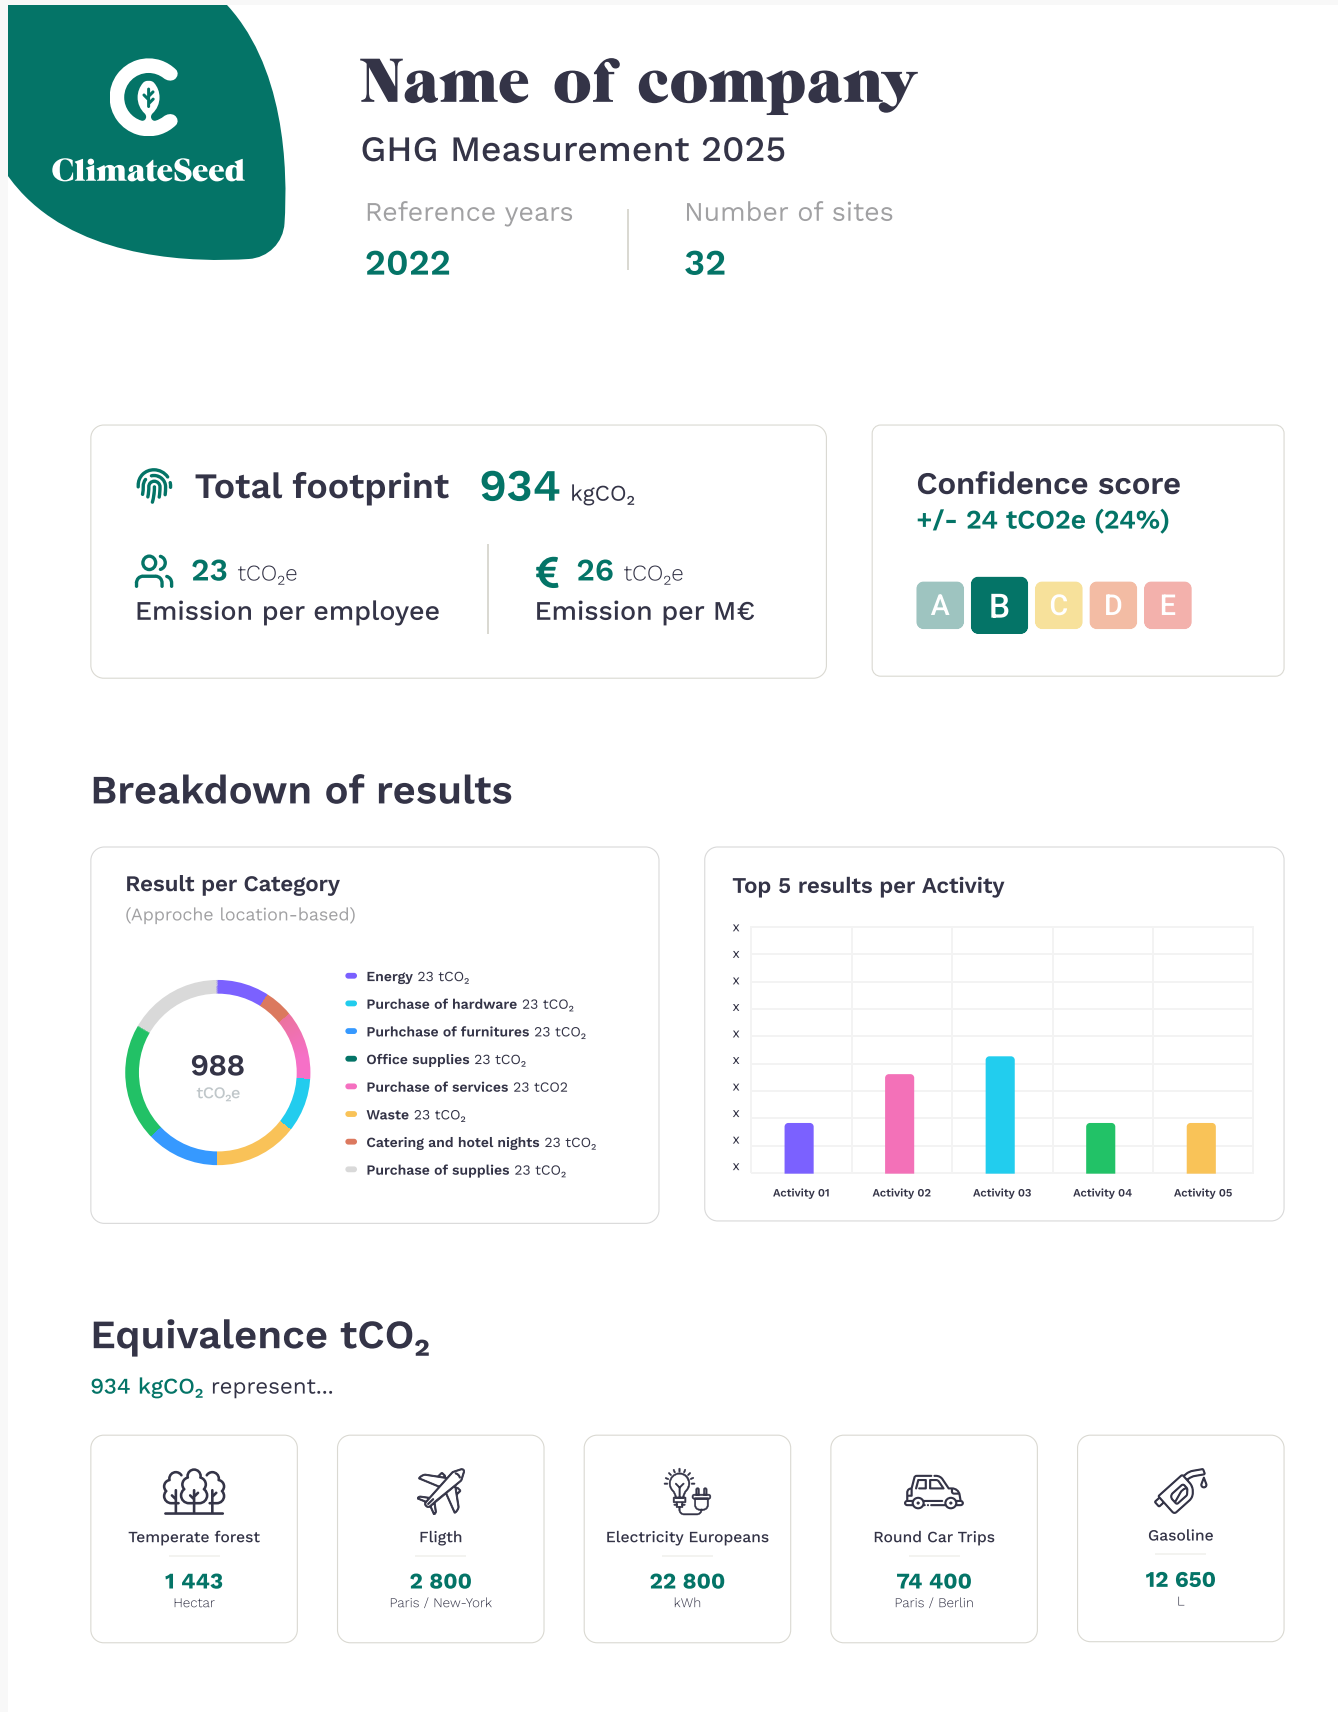 ClimateSeed
Name of company
GHG Measurement 2025
Reference years
2022
Number of sites
32
Total footprint 934 kgCO₂
23 tCO₂e
Emission per employee
€ 26 tCO₂e
Emission per M€
Confidence score
+/- 24 tCO2e (24%)
A B C D E
Breakdown of results
Result per Category
(Approche location-based)
988
tCO₂e
Energy 23 tCO₂
Purchase of hardware 23 tCO₂
Purhchase of furnitures 23 tCO₂
Office supplies 23 tCO₂
Purchase of services 23 tCO2
Waste 23 tCO₂
Catering and hotel nights 23 tCO₂
Purchase of supplies 23 tCO₂
Top 5 results per Activity
x
x
x
x
x
x
x
x
x
x
Activity 01 Activity 02 Activity 03 Activity 04 Activity 05
Equivalence tCO₂
934 kgCO₂ represent...
Temperate forest
1 443
Hectar
Fligth
2 800
Paris / New-York
Electricity Europeans
22 800
kWh
Round Car Trips
74 400
Paris / Berlin
Gasoline
12 650
L